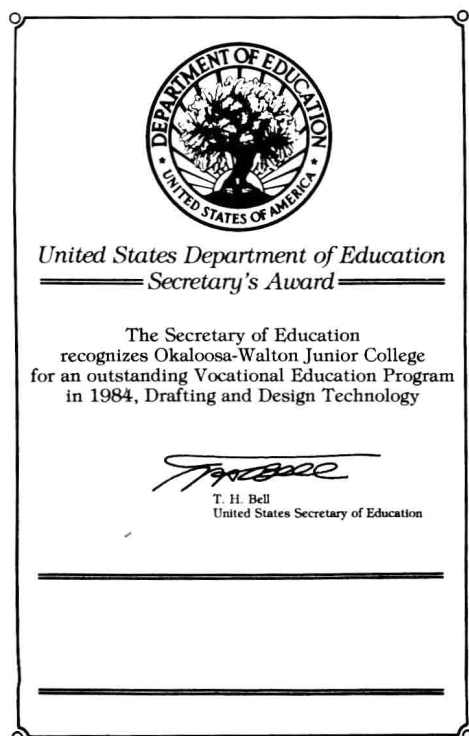 DEPARTMENT OF EDUCATION
UNITED STATES OF AMERICA
United States Department of Education
Secretary's Award
The Secretary of Education
recognizes Okaloosa-Walton Junior College
for an outstanding Vocational Education Program
in 1984, Drafting and Design Technology
T. H. Bell
T. H. Bell
United States Secretary of Education